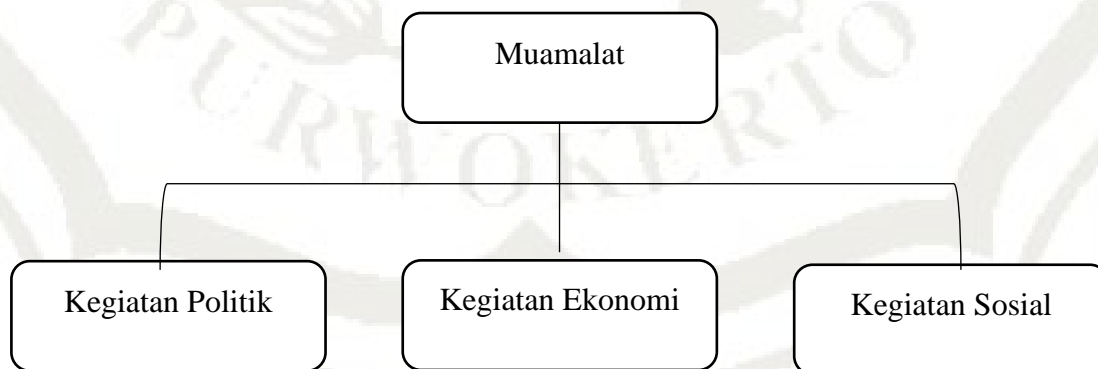 Muamalat
PURWOKERTO
Kegiatan Politik
Kegiatan Ekonomi
Kegiatan Sosial